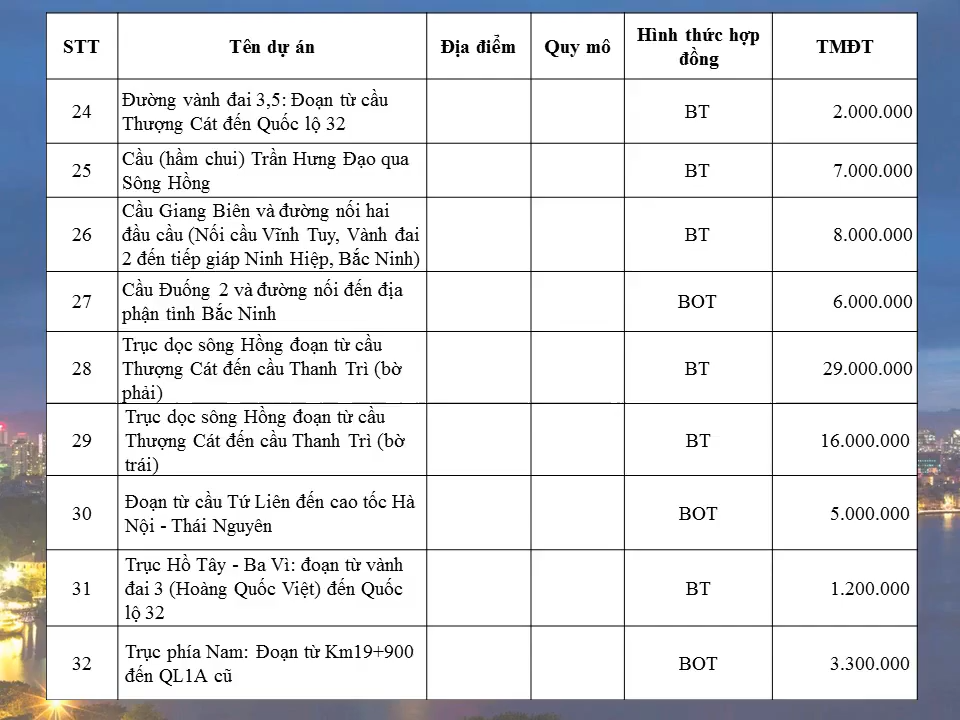 STT Tên dự án Địa điểm Quy mô Hình thức hợp đồng TMĐT
24 Đường vành đai 3,5: Đoạn từ cầu
Thượng Cát đến Quốc lộ 32 BT 2.000.000
25 Cầu (hầm chui) Trần Hưng Đạo qua
Sông Hồng BT 7.000.000
26 Cầu Giang Biên và đường nối hai
đầu cầu (Nối cầu Vĩnh Tuy, Vành đai
2 đến tiếp giáp Ninh Hiệp, Bắc Ninh) BT 8.000.000
27 Cầu Đuống 2 và đường nối đến địa
phận tỉnh Bắc Ninh BOT 6.000.000
28 Trục dọc sông Hồng đoạn từ cầu
Thượng Cát đến cầu Thanh Trì (bờ
phải) BT 29.000.000
29 Trục dọc sông Hồng đoạn từ cầu
Thượng Cát đến cầu Thanh Trì (bờ
trái) BT 16.000.000
30 Đoạn từ cầu Tứ Liên đến cao tốc Hà
Nội - Thái Nguyên BOT 5.000.000
31 Trục Hồ Tây - Ba Vì: đoạn từ vành
đai 3 (Hoàng Quốc Việt) đến Quốc
lộ 32 BT 1.200.000
32 Trục phía Nam: Đoạn từ Km19+900
đến QL1A cũ BOT 3.300.000